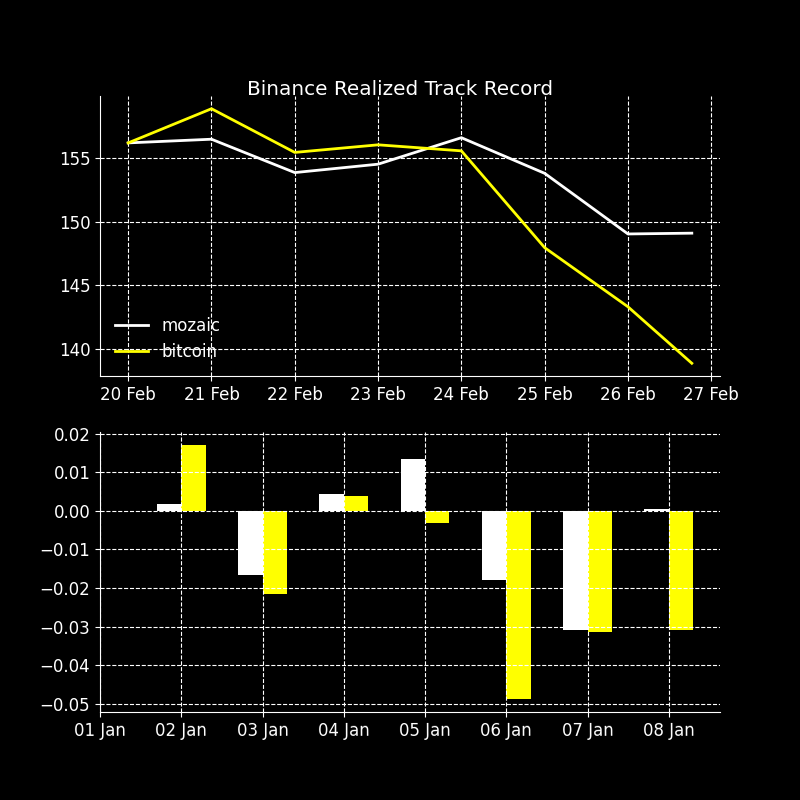 Binance Realized Track Record
155
150
145
140
mozaic
bitcoin
20 Feb 21 Feb 22 Feb 23 Feb 24 Feb 25 Feb 26 Feb 27 Feb
0.02
0.01
0.00
−0.01
−0.02
−0.03
−0.04
−0.05
01 Jan 02 Jan 03 Jan 04 Jan 05 Jan 06 Jan 07 Jan 08 Jan